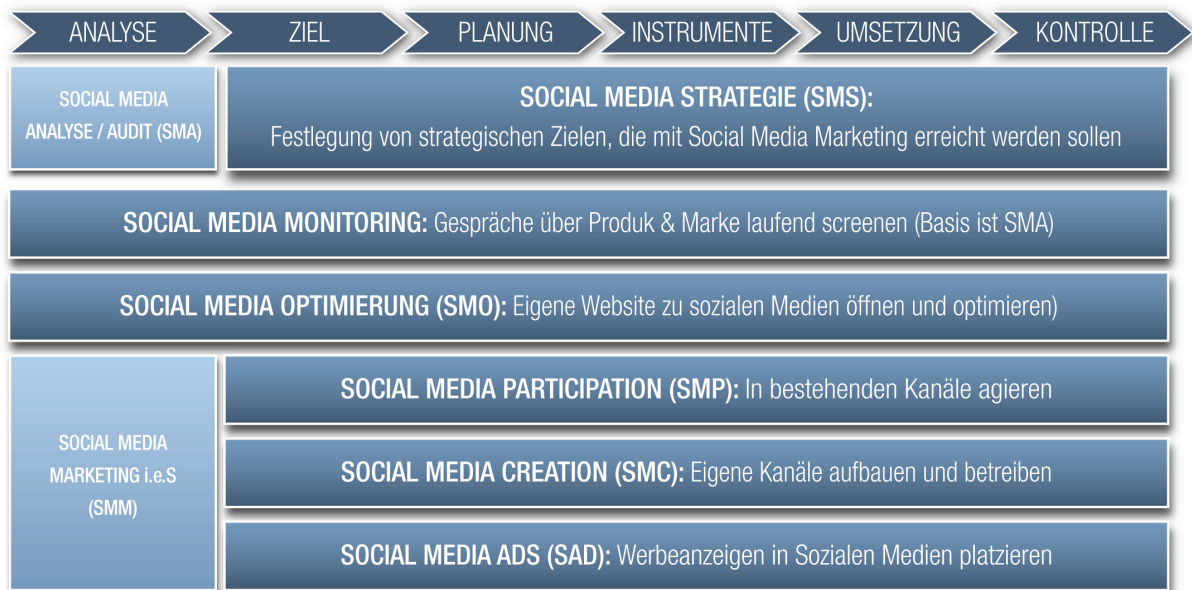 ANALYSE
ZIEL
PLANUNG
INSTRUMENTE
UMSETZUNG
KONTROLLE
SOCIAL MEDIA
ANALYSE / AUDIT (SMA)
SOCIAL MEDIA STRATEGIE (SMS):
Festlegung von strategischen Zielen, die mit Social Media Marketing erreicht werden sollen
SOCIAL MEDIA MONITORING: Gespräche über Produk & Marke laufend screenen (Basis ist SMA)
SOCIAL MEDIA OPTIMIERUNG (SMO): Eigene Website zu sozialen Medien öffnen und optimieren)
SOCIAL MEDIA
MARKETING i.e.S
(SMM)
SOCIAL MEDIA PARTICIPATION (SMP): In bestehenden Kanäle agieren
SOCIAL MEDIA CREATION (SMC): Eigene Kanäle aufbauen und betreiben
SOCIAL MEDIA ADS (SAD): Werbeanzeigen in Sozialen Medien platzieren